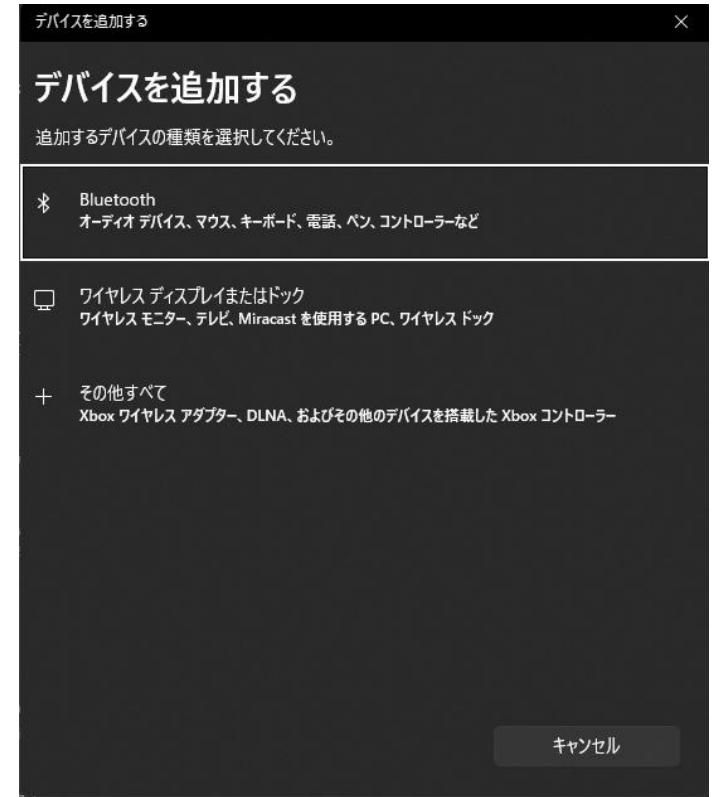 デバイスを追加する
デバイスを追加する
追加するデバイスの種類を選択してください。
Bluetooth
オーディオ デバイス、マウス、キーボード、電話、ペン、コントローラーなど
ワイヤレス ディスプレイまたはドック
ワイヤレス モニター、テレビ、Miracast を使用する PC、ワイヤレス ドック
その他すべて
Xbox ワイヤレス アダプター、DLNA、およびその他のデバイスを搭載した Xbox コントローラー
キャンセル